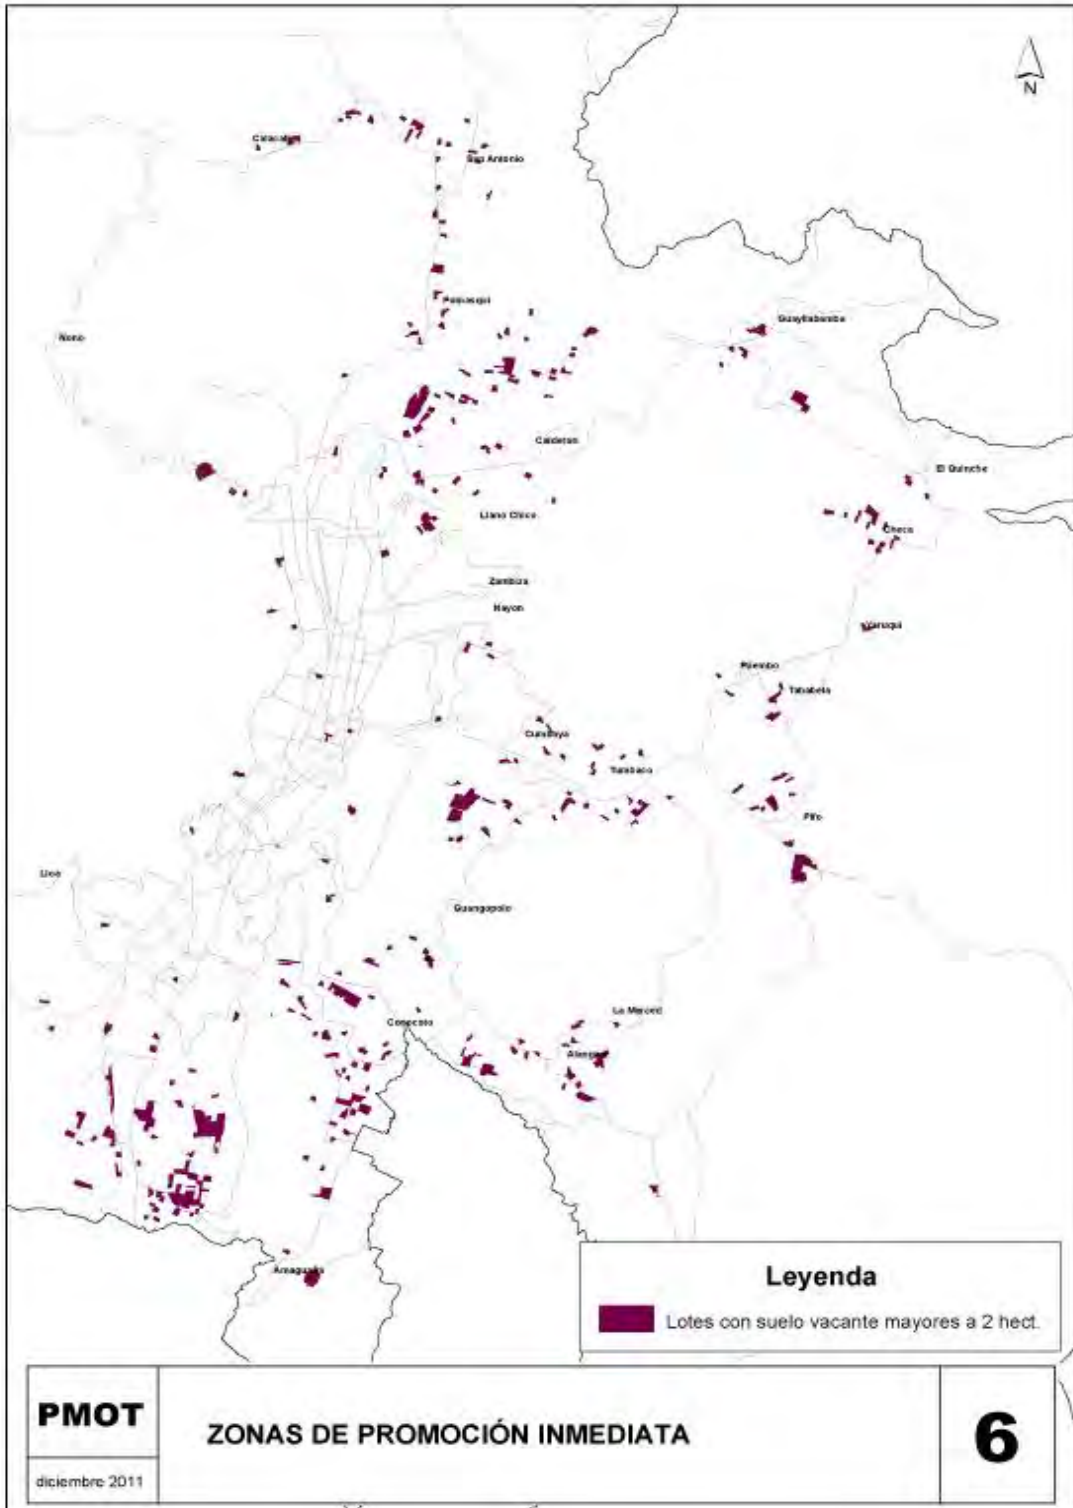 N
San Antonio
Pomasqui
Nono
Guayllabamba
Calderon
El Quinche
Llano Chico
Checa
Zambiza
Nayon
Yaruqui
Puembo
Tababela
Cumbaya
Tumbaco
Pifo
Lloa
Guangopolo
La Merced
Conocoto
Alangasi
Amaguaña
Leyenda
Lotes con suelo vacante mayores a 2 hect.
PMOT
ZONAS DE PROMOCIÓN INMEDIATA
6
diciembre 2011